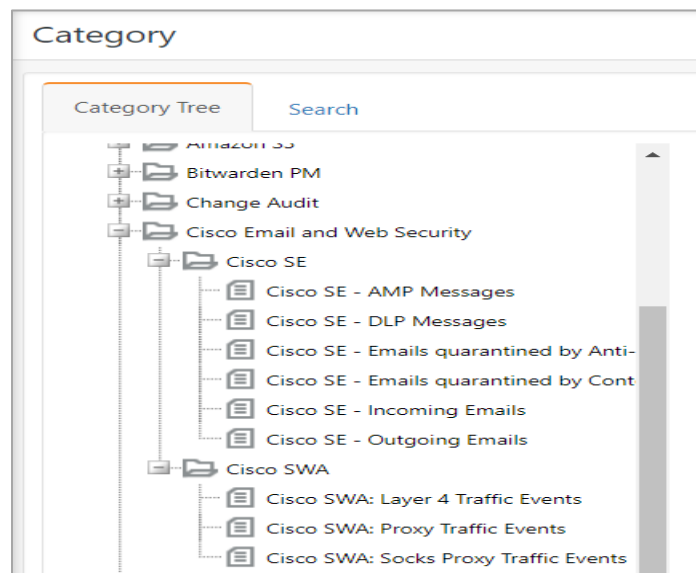 Category
Category Tree
Search
Amazon S3
Bitwarden PM
Change Audit
Cisco Email and Web Security
Cisco SE
Cisco SE - AMP Messages
Cisco SE - DLP Messages
Cisco SE - Emails quarantined by Anti-
Cisco SE - Emails quarantined by Cont
Cisco SE - Incoming Emails
Cisco SE - Outgoing Emails
Cisco SWA
Cisco SWA: Layer 4 Traffic Events
Cisco SWA: Proxy Traffic Events
Cisco SWA: Socks Proxy Traffic Events